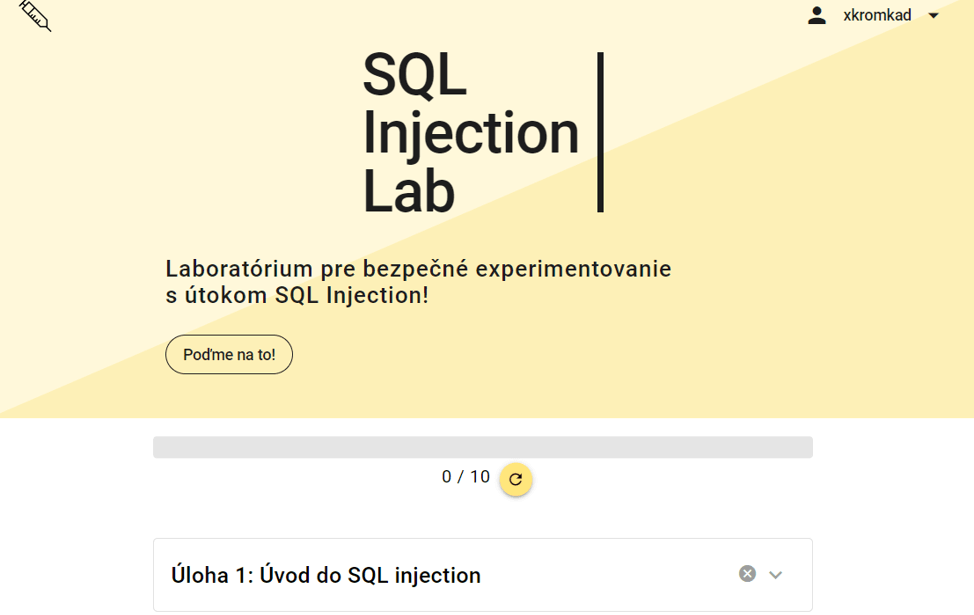 xkromkad
SQL
Injection
Lab
Laboratórium pre bezpečné experimentovanie
s útokom SQL Injection!
Poďme na to!
0 / 10
Úloha 1: Úvod do SQL injection